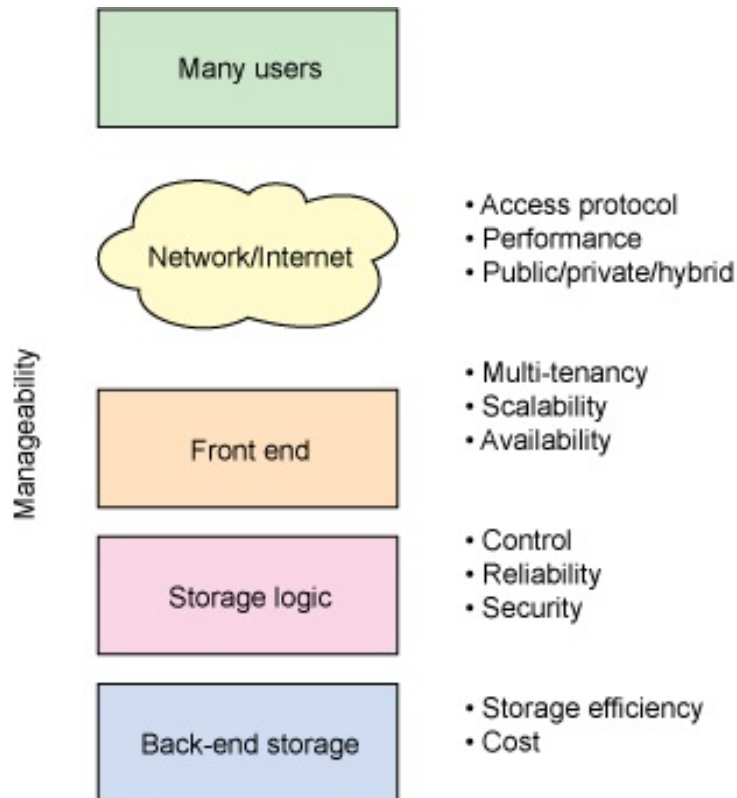 Many users
Network/Internet
• Access protocol
• Performance
• Public/private/hybrid
Manageability
Front end
• Multi-tenancy
• Scalability
• Availability
Storage logic
• Control
• Reliability
• Security
Back-end storage
• Storage efficiency
• Cost